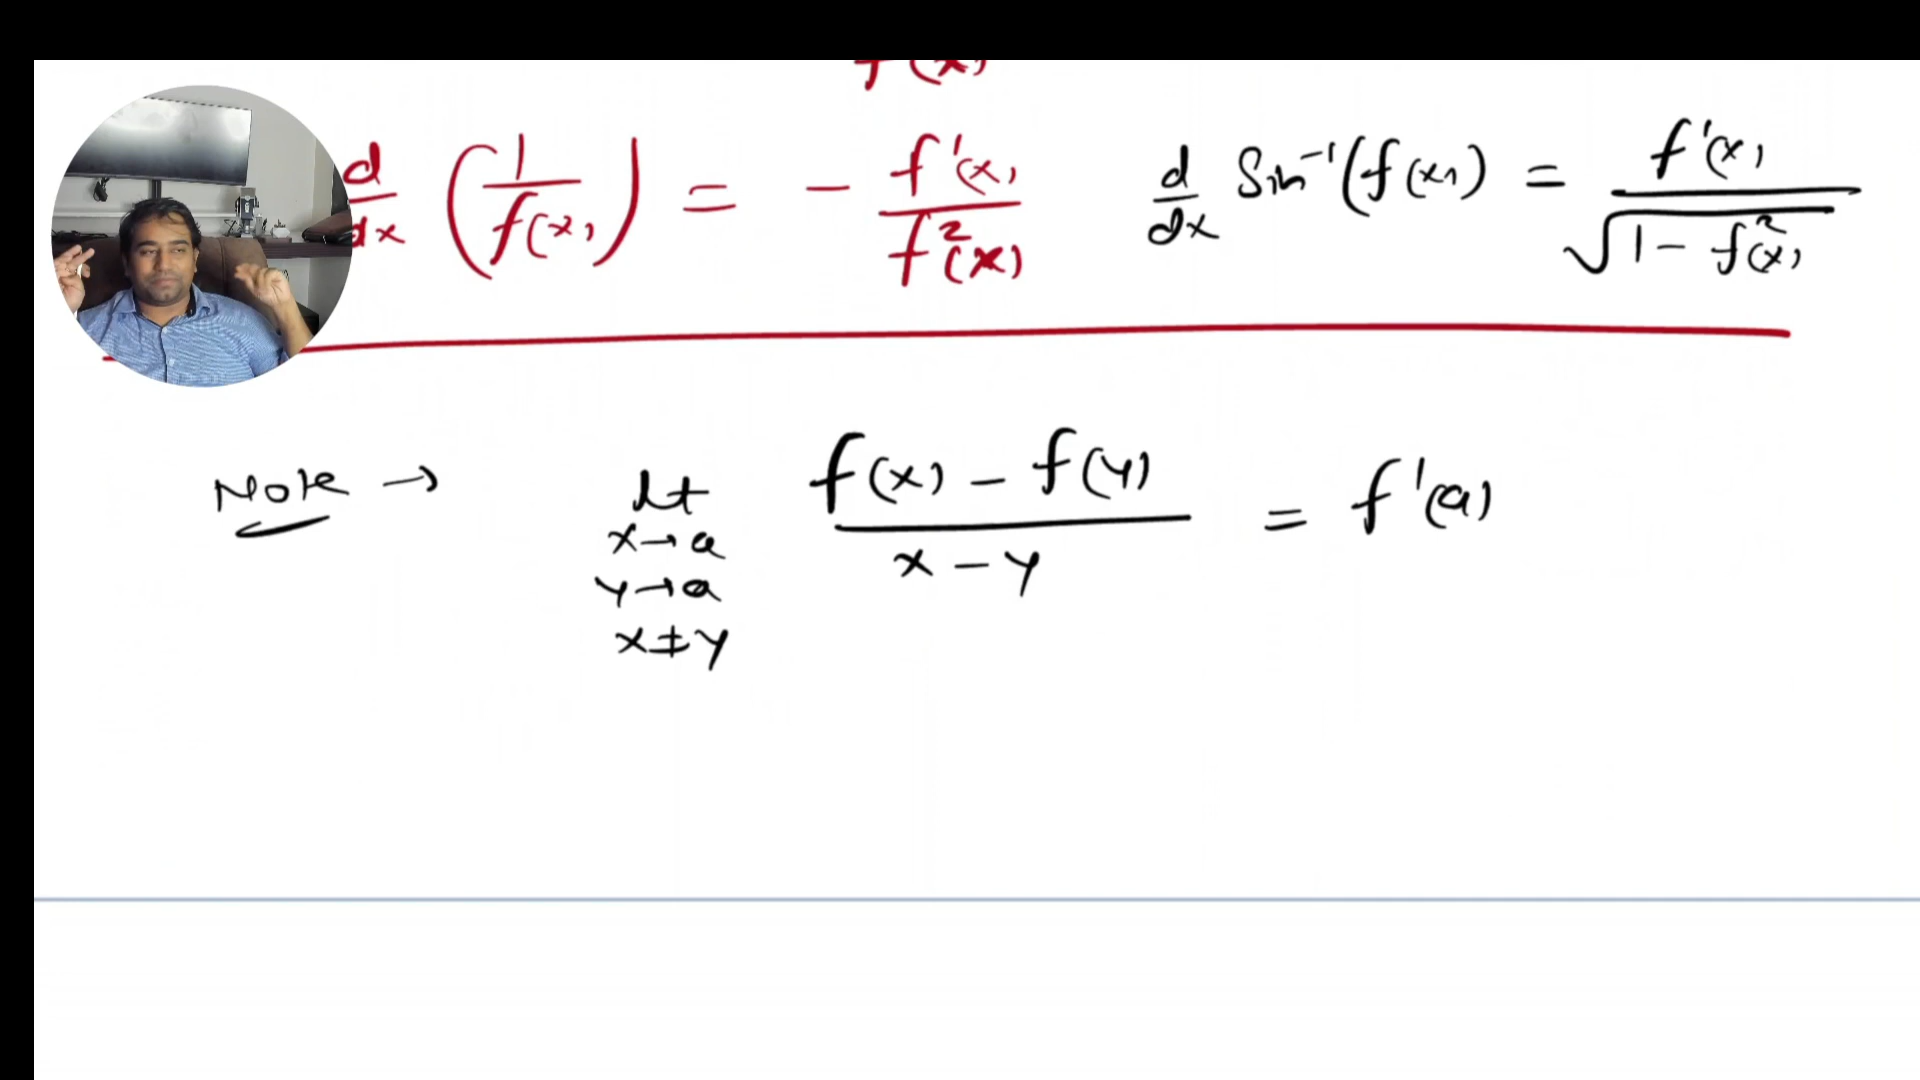 f(x)
d/dx (1/f(x)) = - f'(x)/f²(x)
d/dx Sin⁻¹(f(x)) = f'(x)/√(1 - f²(x))
Note → lt x→a y→a x≠y (f(x) - f(y))/(x - y) = f'(a)